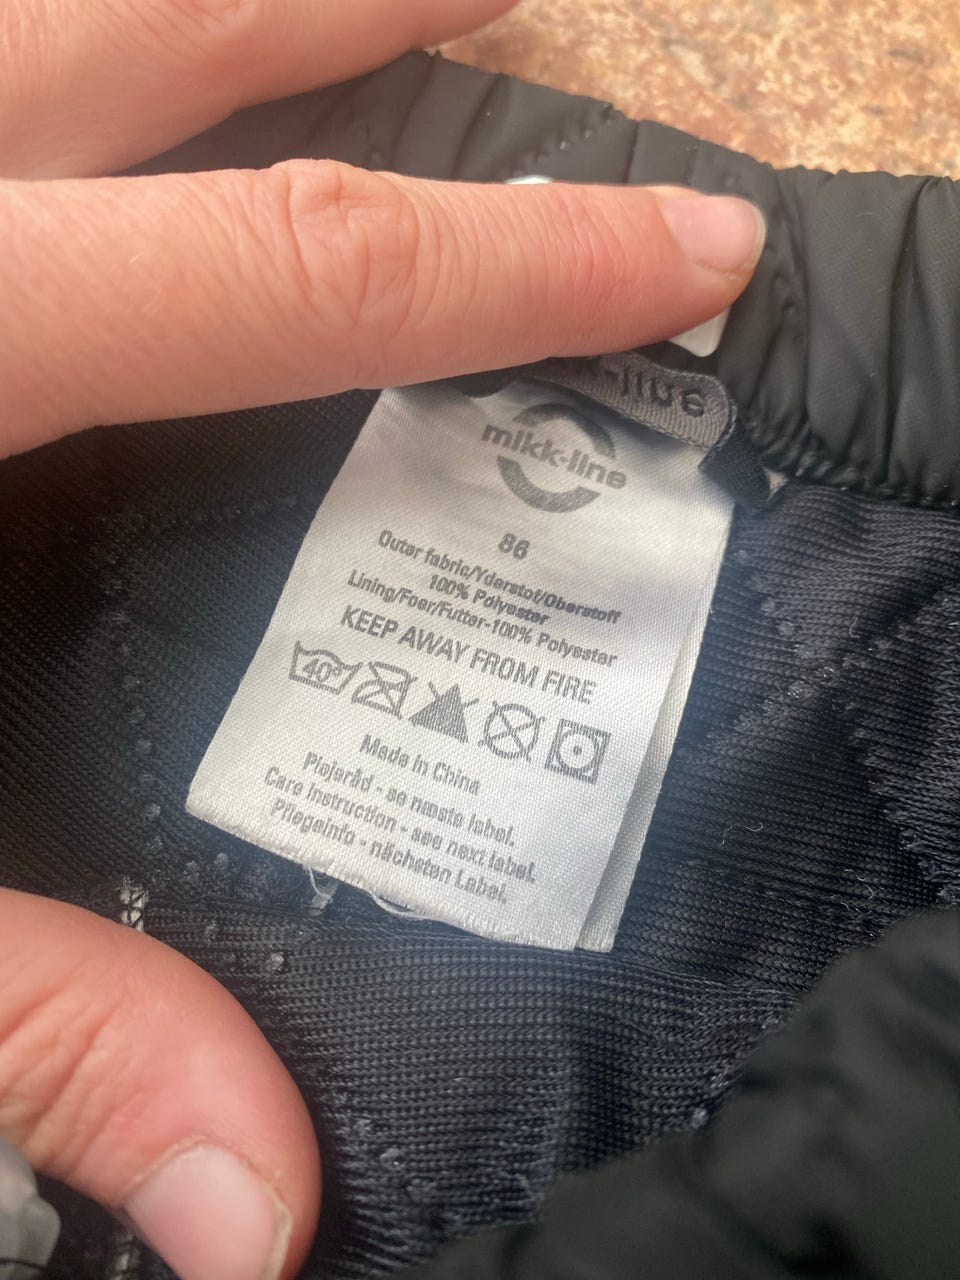 -line
mikk-line
86
Outer fabric/Yderstof/Oberstoff
100% Polyester
Lining/Foer/Futter-100% Polyester
KEEP AWAY FROM FIRE
40°
Made in China
Plejeråd - se næste label.
Care instruction - see next label.
Pflegeinfo - nächsten Label.